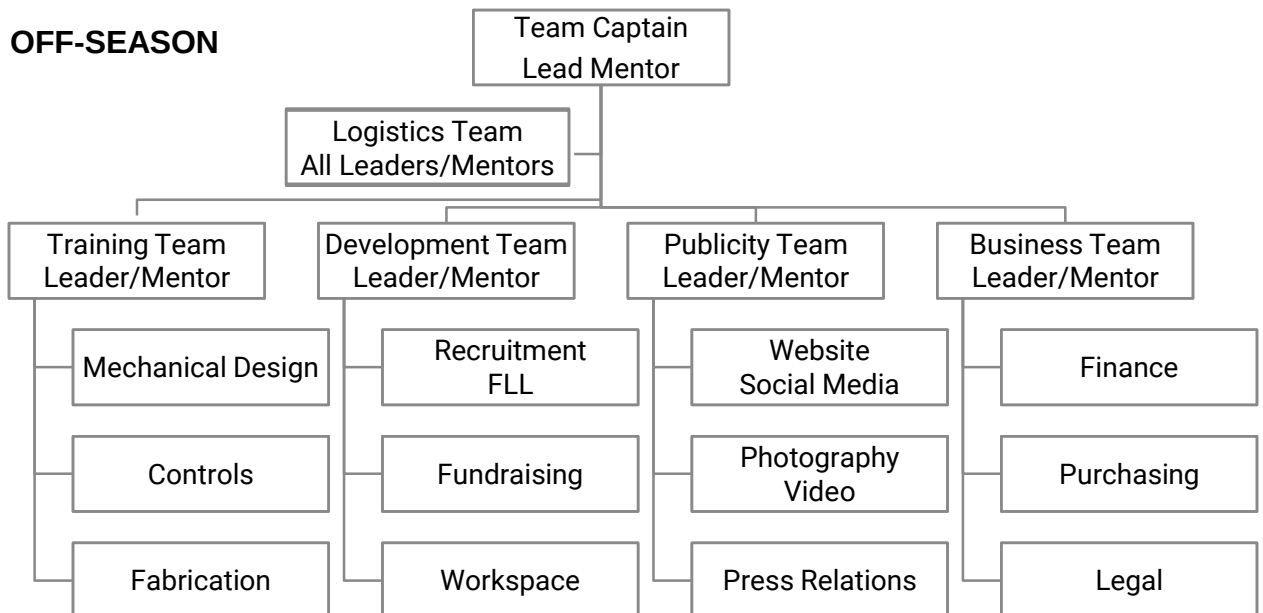 OFF-SEASON
Team Captain
Lead Mentor
Logistics Team
All Leaders/Mentors
Training Team
Leader/Mentor
Development Team
Leader/Mentor
Publicity Team
Leader/Mentor
Business Team
Leader/Mentor
Mechanical Design
Recruitment
FLL
Website
Social Media
Finance
Controls
Fundraising
Photography
Video
Purchasing
Fabrication
Workspace
Press Relations
Legal